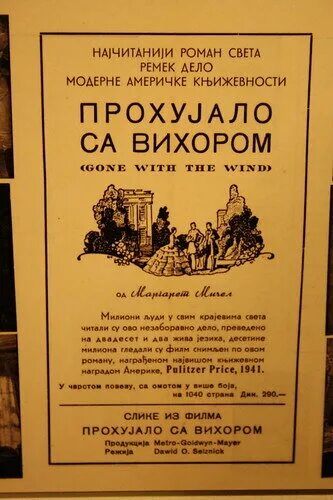 НАЈЧИТАНИЈИ РОМАН СВЕТА
РЕМЕК ДЕЛО
МОДЕРНЕ АМЕРИЧКЕ КЊИЖЕВНОСТИ
ПРОХУЈАЛО
СА ВИХОРОМ
(GONE WITH THE WIND)
од Маргарет Мичел
Милиони људи у свим крајевима света
читали су ово незаборавно дело, преведено
на двадесет и два жива језика, десетине
милиона гледали су филм снимљен по овом
роману, награђеном највишом књижевном
наградом Америке, Pulitzer Price, 1941.
У чврстом повезу, са омотом у више боја,
на 1040 страна Дин. 290.—
СЛИКЕ ИЗ ФИЛМА
ПРОХУЈАЛО СА ВИХОРОМ
Продукција Metro-Goldwyn-Mayer
Режија Dawid O. Selznick